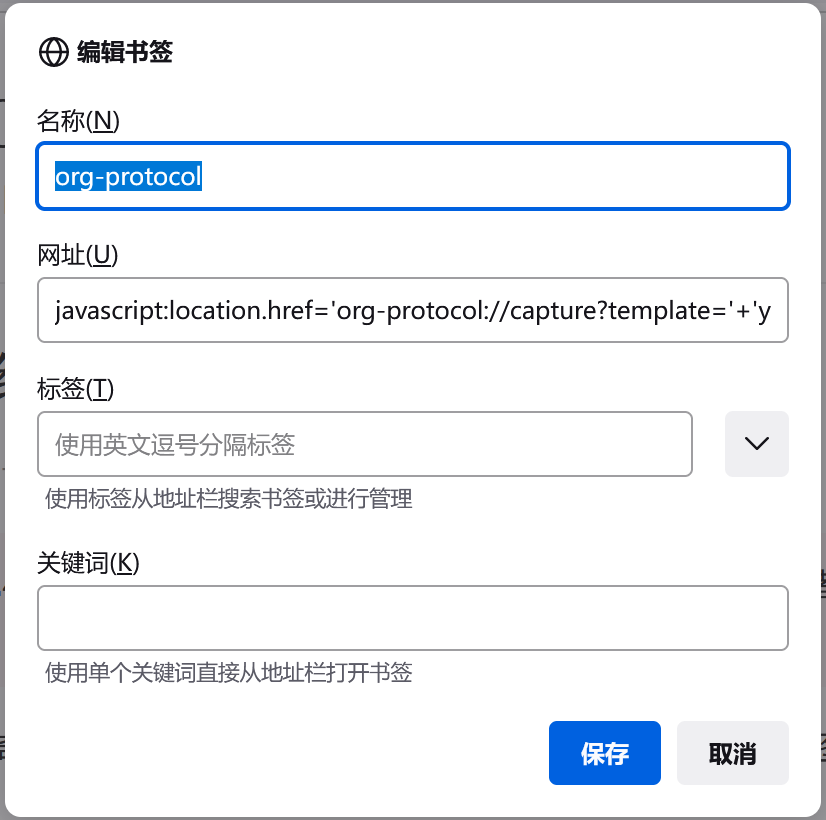 编辑书签
名称(N)
org-protocol
网址(U)
javascript:location.href='org-protocol://capture?template='+'y
标签(T)
使用英文逗号分隔标签
使用标签从地址栏搜索书签或进行管理
关键词(K)
使用单个关键词直接从地址栏打开书签
保存 取消